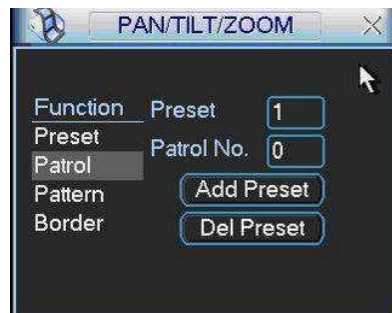 PAN/TILT/ZOOM
Function
Preset
Patrol
Pattern
Border
Preset 1
Patrol No. 0
Add Preset
Del Preset